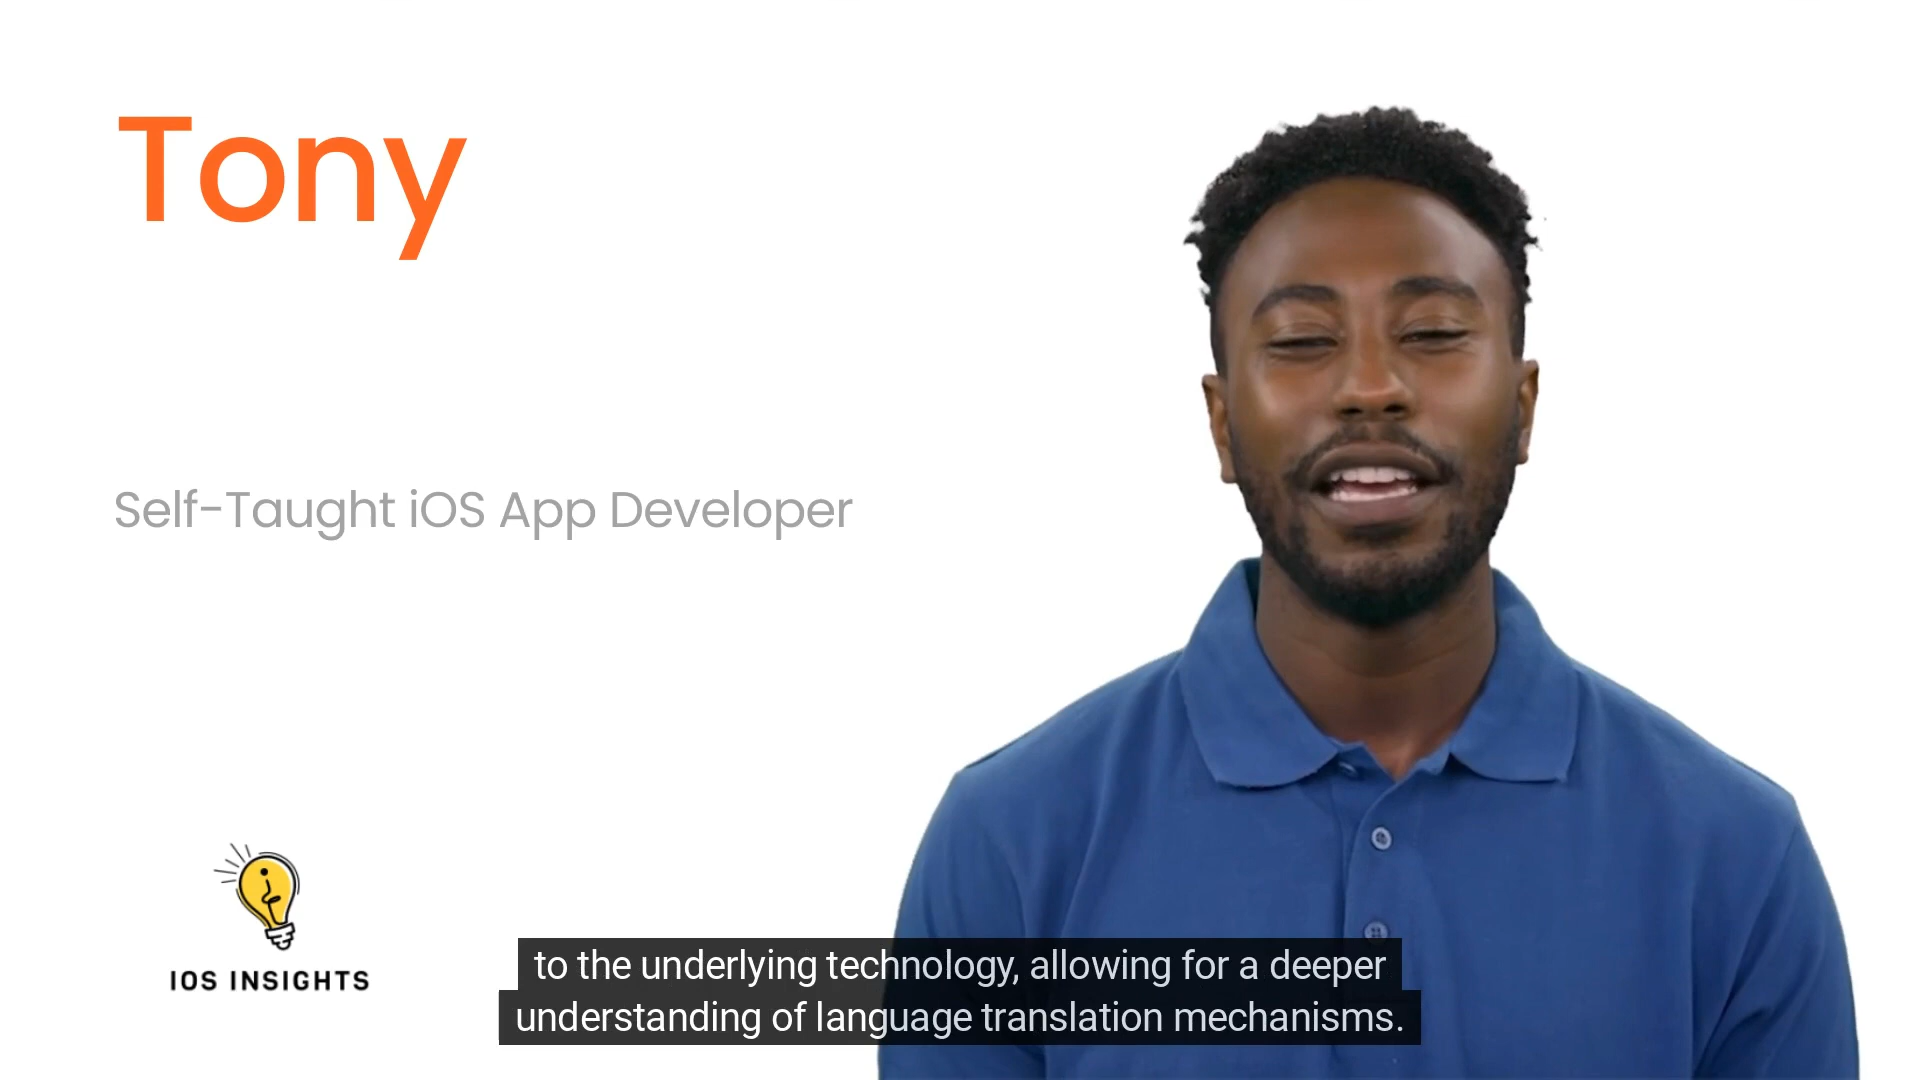 Tony
Self-Taught iOS App Developer
IOS INSIGHTS
to the underlying technology, allowing for a deeper
understanding of language translation mechanisms.